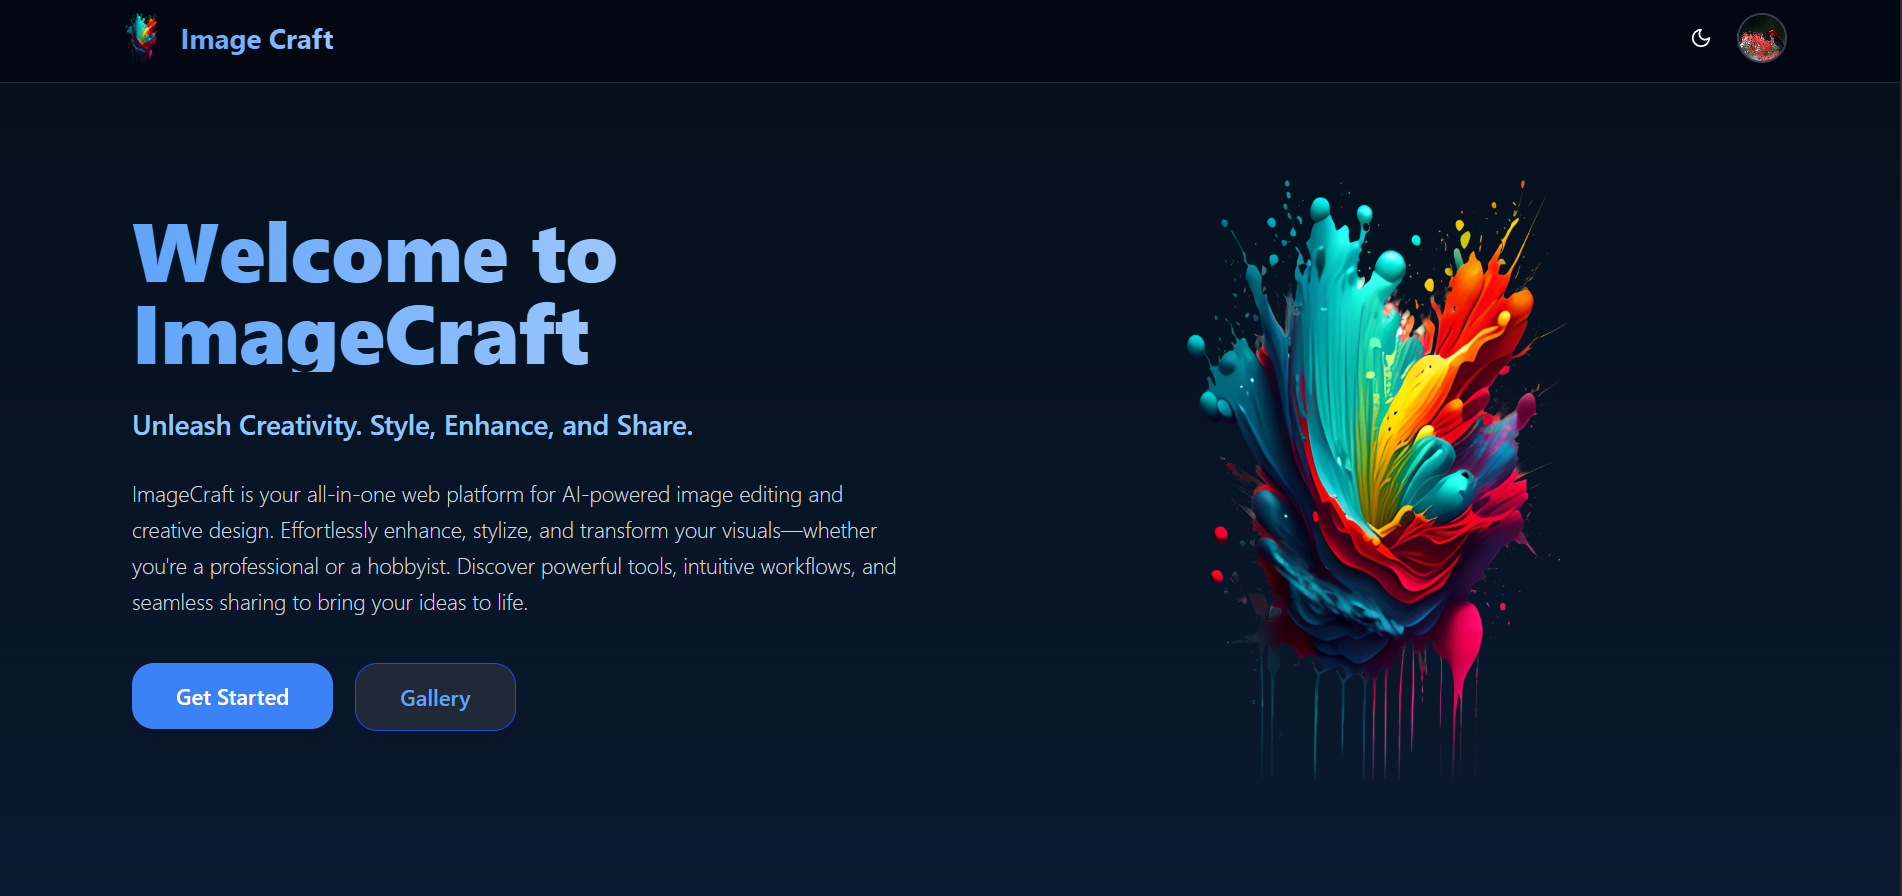 Image Craft
Welcome to
ImageCraft
Unleash Creativity. Style, Enhance, and Share.
ImageCraft is your all-in-one web platform for AI-powered image editing and
creative design. Effortlessly enhance, stylize, and transform your visuals—whether
you're a professional or a hobbyist. Discover powerful tools, intuitive workflows, and
seamless sharing to bring your ideas to life.
Get Started
Gallery